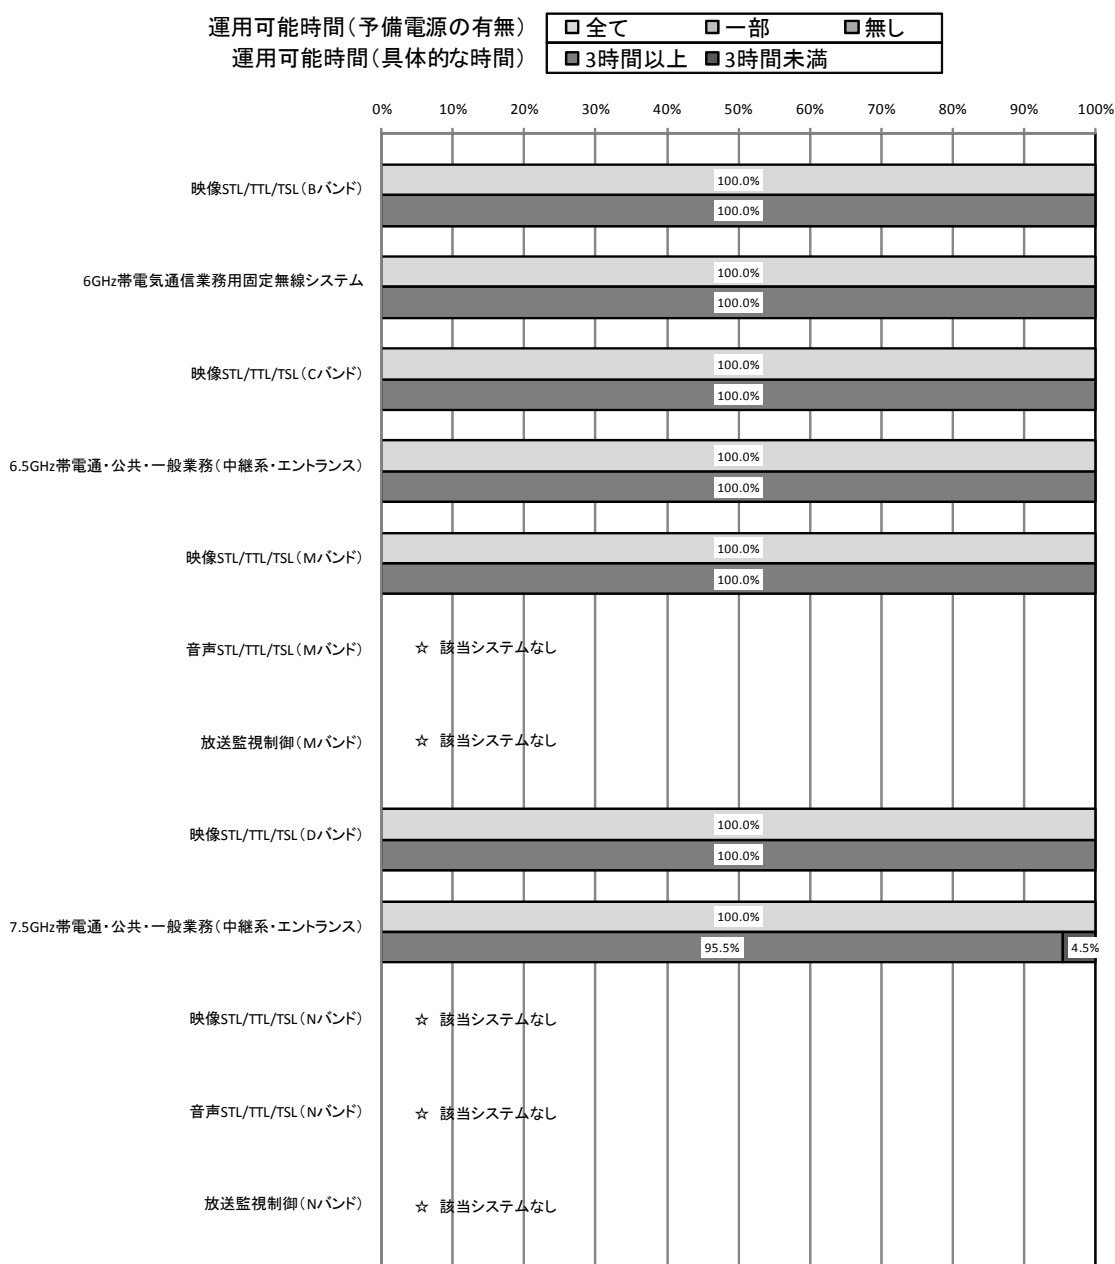 運用可能時間（予備電源の有無） 全て 一部 無し
運用可能時間（具体的な時間） 3時間以上 3時間未満
0% 10% 20% 30% 40% 50% 60% 70% 80% 90% 100%
映像STL/TTL/TSL（Bバンド）
100.0%
100.0%
6GHz帯電気通信業務用固定無線システム
100.0%
100.0%
映像STL/TTL/TSL（Cバンド）
100.0%
100.0%
6.5GHz帯電通・公共・一般業務（中継系・エントランス）
100.0%
100.0%
映像STL/TTL/TSL（Mバンド）
100.0%
100.0%
音声STL/TTL/TSL（Mバンド） ☆ 該当システムなし
放送監視制御（Mバンド） ☆ 該当システムなし
映像STL/TTL/TSL（Dバンド）
100.0%
100.0%
7.5GHz帯電通・公共・一般業務（中継系・エントランス）
100.0%
95.5% 4.5%
映像STL/TTL/TSL（Nバンド） ☆ 該当システムなし
音声STL/TTL/TSL（Nバンド） ☆ 該当システムなし
放送監視制御（Nバンド） ☆ 該当システムなし